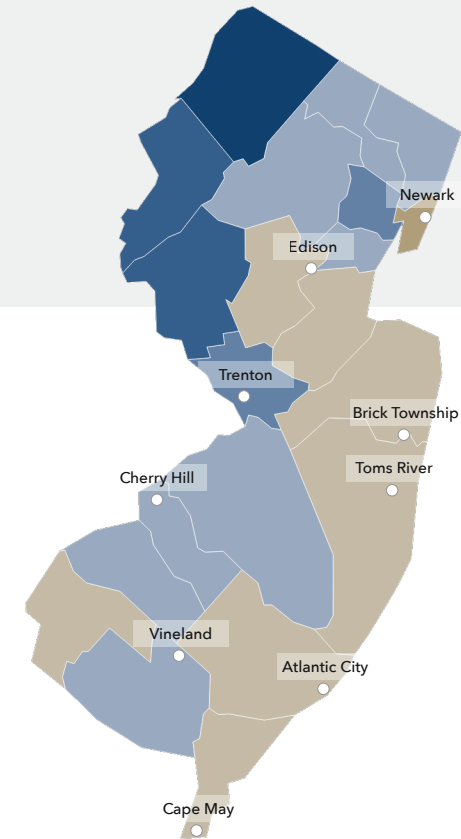 Newark
Edison
Trenton
Brick Township
Toms River
Cherry Hill
Vineland
Atlantic City
Cape May